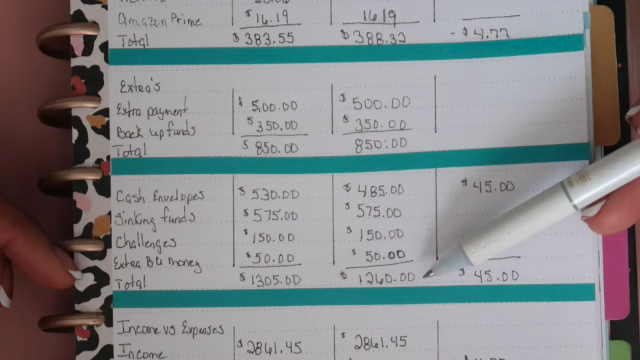 Amazon Prime $16.19 16.19
Total $383.55 $388.32 - $4.77
Extra's
Extra payment $500.00 $500.00
Back up funds $350.00 $350.00
Total $850.00 850.00
Cash Envelopes $530.00 $485.00 $45.00
Sinking funds $575.00 $575.00
Challenges $150.00 $150.00
Extra BG money $50.00 $50.00
Total $1305.00 $1260.00 $45.00
Income vs. Expenses
Income $2861.45 $2861.45